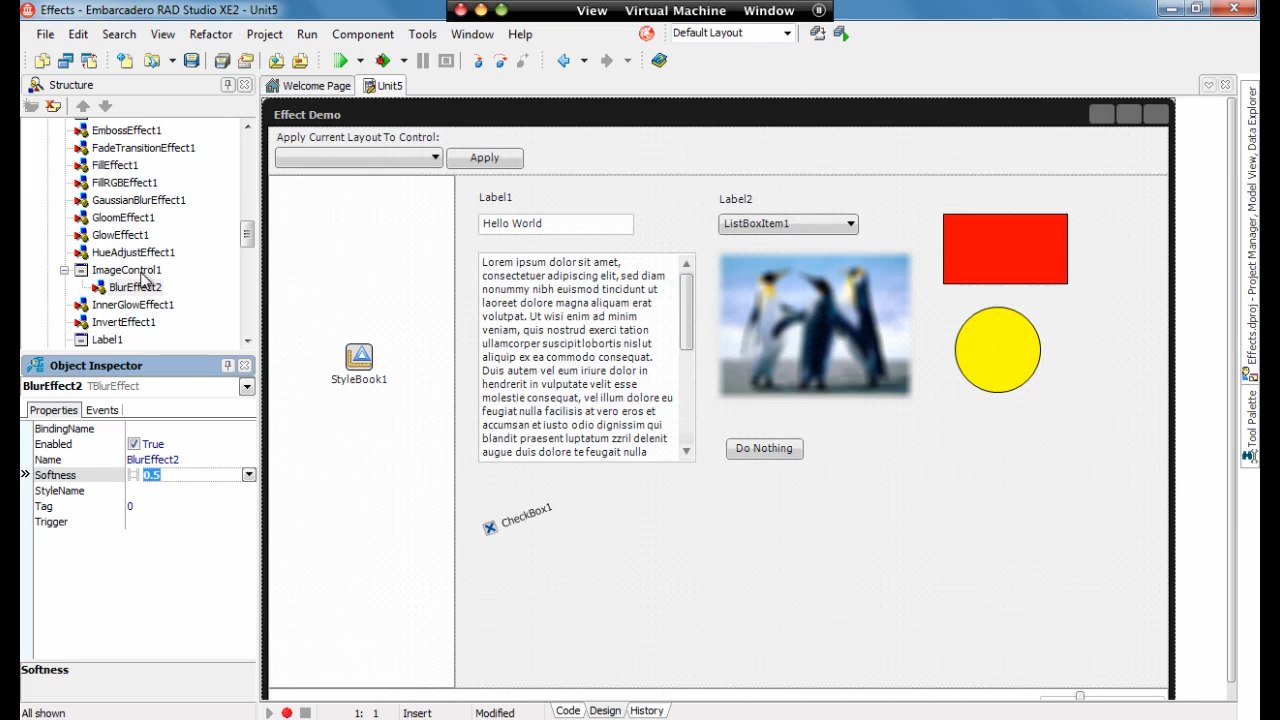 Effects - Embarcadero RAD Studio XE2 - Unit5
View Virtual Machine Window
File Edit Search View Refactor Project Run Component Tools Window Help
Default Layout
Structure
Welcome Page Unit5
EmbossEffect1
FadeTransitionEffect1
FillEffect1
FillRGBEffect1
GaussianBlurEffect1
GloomEffect1
GlowEffect1
HueAdjustEffect1
ImageControl1
BlurEffect2
InnerGlowEffect1
InvertEffect1
Label1
Object Inspector
BlurEffect2 TBlurEffect
Properties Events
BindingName
Enabled True
Name BlurEffect2
Softness 0.5
StyleName
Tag 0
Trigger
Softness
All shown
Effect Demo
Apply Current Layout To Control:
Apply
StyleBook1
Label1
Hello World
Lorem ipsum dolor sit amet,
consectetuer adipiscing elit, sed diam
nonummy nibh euismod tincidunt ut
laoreet dolore magna aliquam erat
volutpat. Ut wisi enim ad minim
veniam, quis nostrud exerci tation
ullamcorper suscipit lobortis nislut
aliquip ex ea commodo consequat.
Duis autem vel eum iriure dolor in
hendrerit in vulputate velit esse
molestie consequat, vel illum dolore eu
feugiat nulla facilisis at vero eros et
accumsan et iusto odio dignissim qui
blandit praesent luptatum zzril delenit
augue duis dolore te feugait nulla
CheckBox1
Label2
ListBoxItem1
Do Nothing
1: 1 Insert Modified Code Design History
Effects.dproj - Project Manager, Model View, Data Explorer
Tool Palette